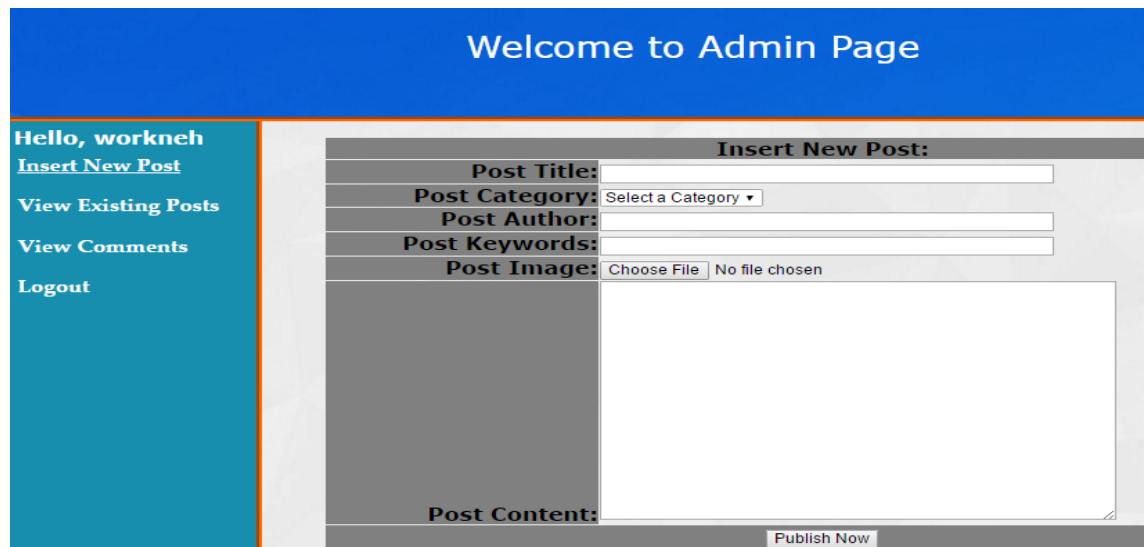 Welcome to Admin Page
Hello, workneh
Insert New Post
View Existing Posts
View Comments
Logout
Insert New Post:
Post Title:
Post Category: Select a Category
Post Author:
Post Keywords:
Post Image: Choose File No file chosen
Post Content:
Publish Now